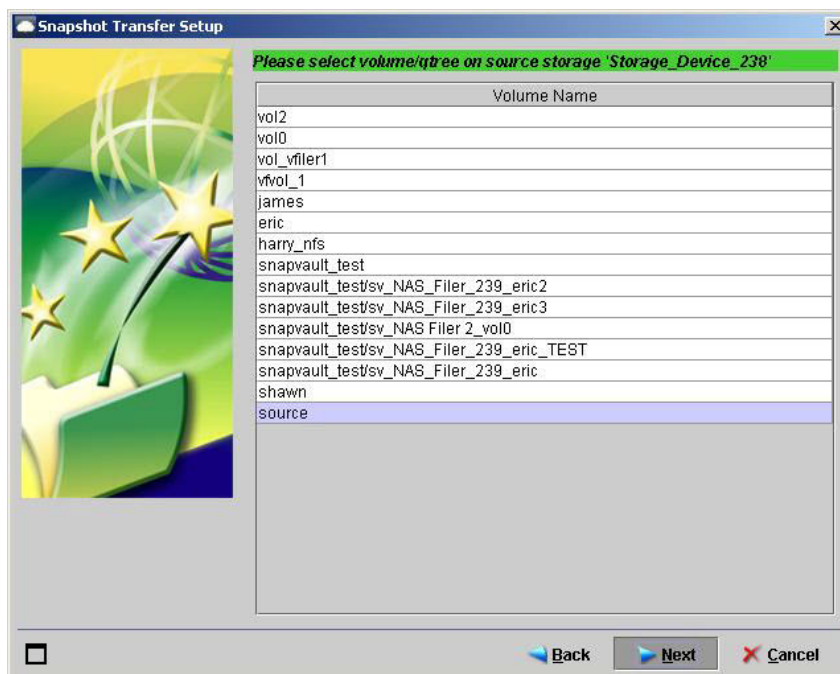 Snapshot Transfer Setup
Please select volume/qtree on source storage 'Storage_Device_238'
Volume Name
vol2
vol0
vol_vfiler1
vfvol_1
james
eric
harry_nfs
snapvault_test
snapvault_test/sv_NAS_Filer_239_eric2
snapvault_test/sv_NAS_Filer_239_eric3
snapvault_test/sv_NAS Filer 2_vol0
snapvault_test/sv_NAS_Filer_239_eric_TEST
snapvault_test/sv_NAS_Filer_239_eric
shawn
source
Back Next Cancel